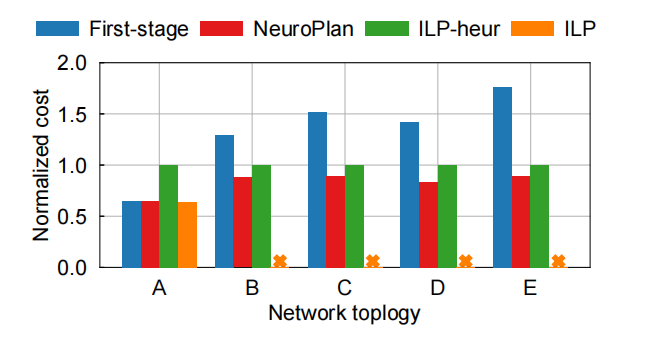 First-stage NeuroPlan ILP-heur ILP
2.0
1.5
1.0
0.5
0.0
Normalized cost
A B C D E
Network toplogy